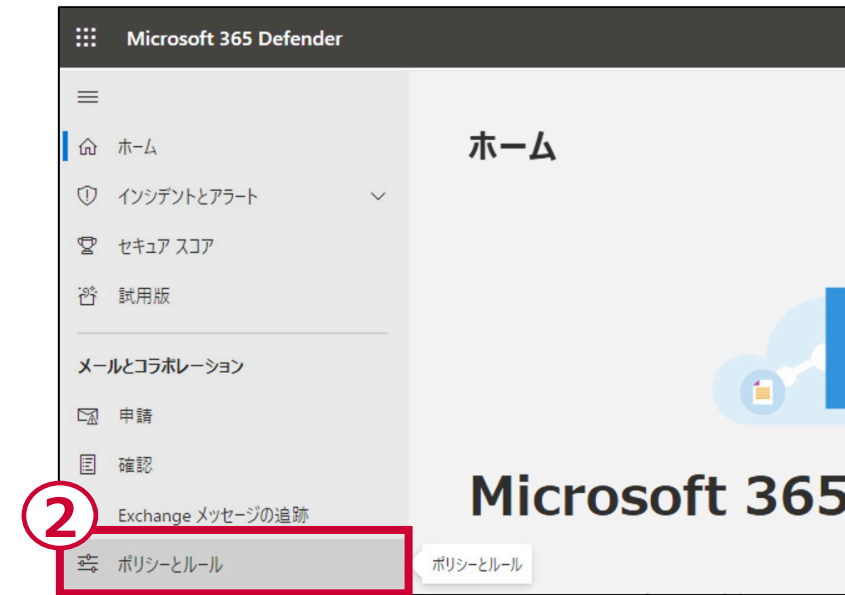 Microsoft 365 Defender
ホーム
ホーム
インシデントとアラート
セキュア スコア
試用版
メールとコラボレーション
申請
確認
Microsoft 365
②
Exchange メッセージの追跡
ポリシーとルール
ポリシーとルール